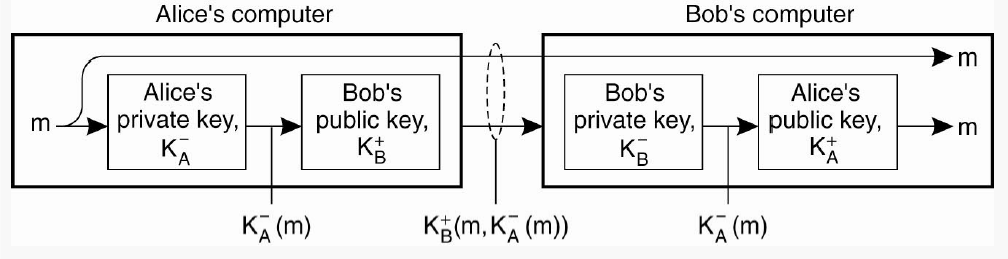 Alice's computer
Bob's computer
m
Alice's
private key,
K_A^-
Bob's
public key,
K_B^+
Bob's
private key,
K_B^-
Alice's
public key,
K_A^+
m
m
K_A^-(m)
K_B^+(m,K_A^-(m))
K_A^-(m)